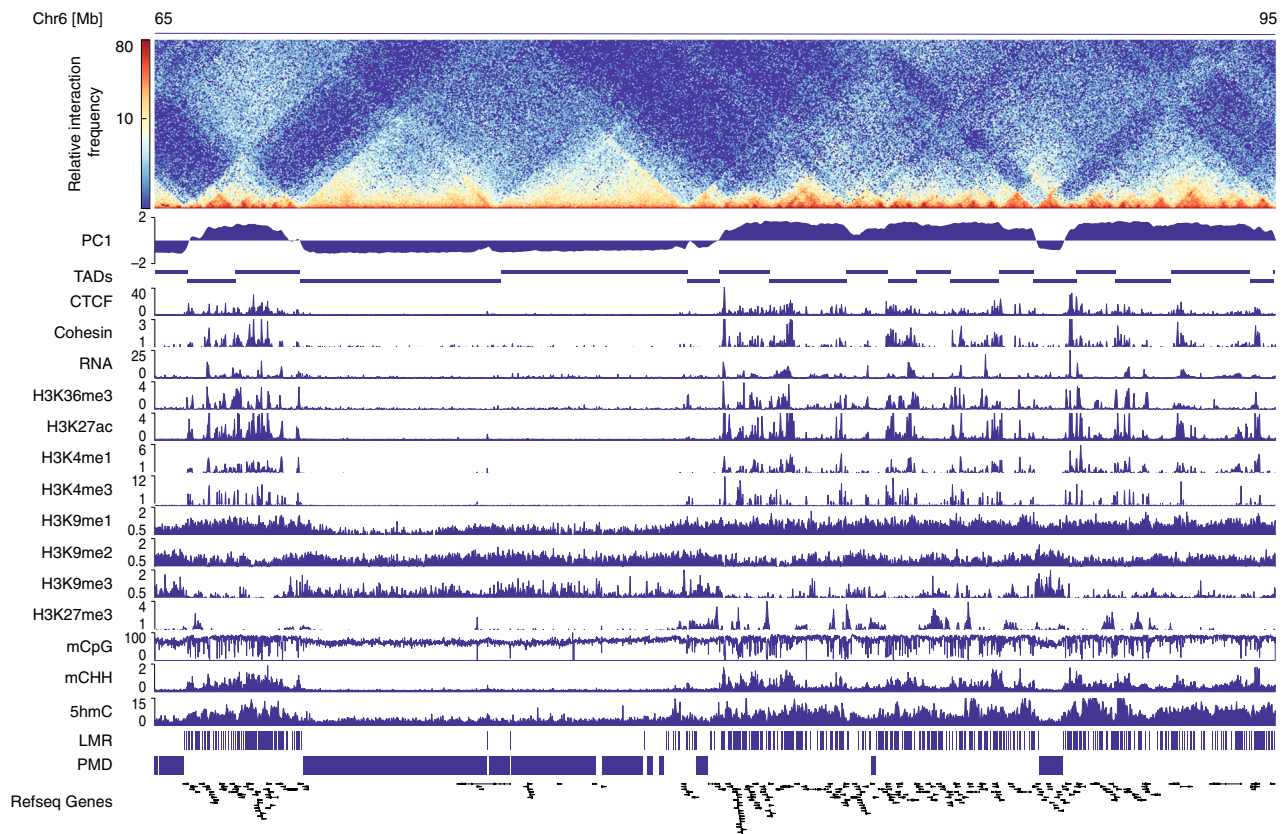 Chr6 [Mb] 65 95
80
10
Relative interaction
frequency
PC1 2 −2
TADs
CTCF 40 0
Cohesin 3 1
RNA 25 0
H3K36me3 4 0
H3K27ac 4 0
H3K4me1 6 1
H3K4me3 12 1
H3K9me1 2 0.5
H3K9me2 2 0.5
H3K9me3 2 0.5
H3K27me3 4 1
mCpG 100 0
mCHH 2 0
5hmC 15 0
LMR
PMD
Refseq Genes